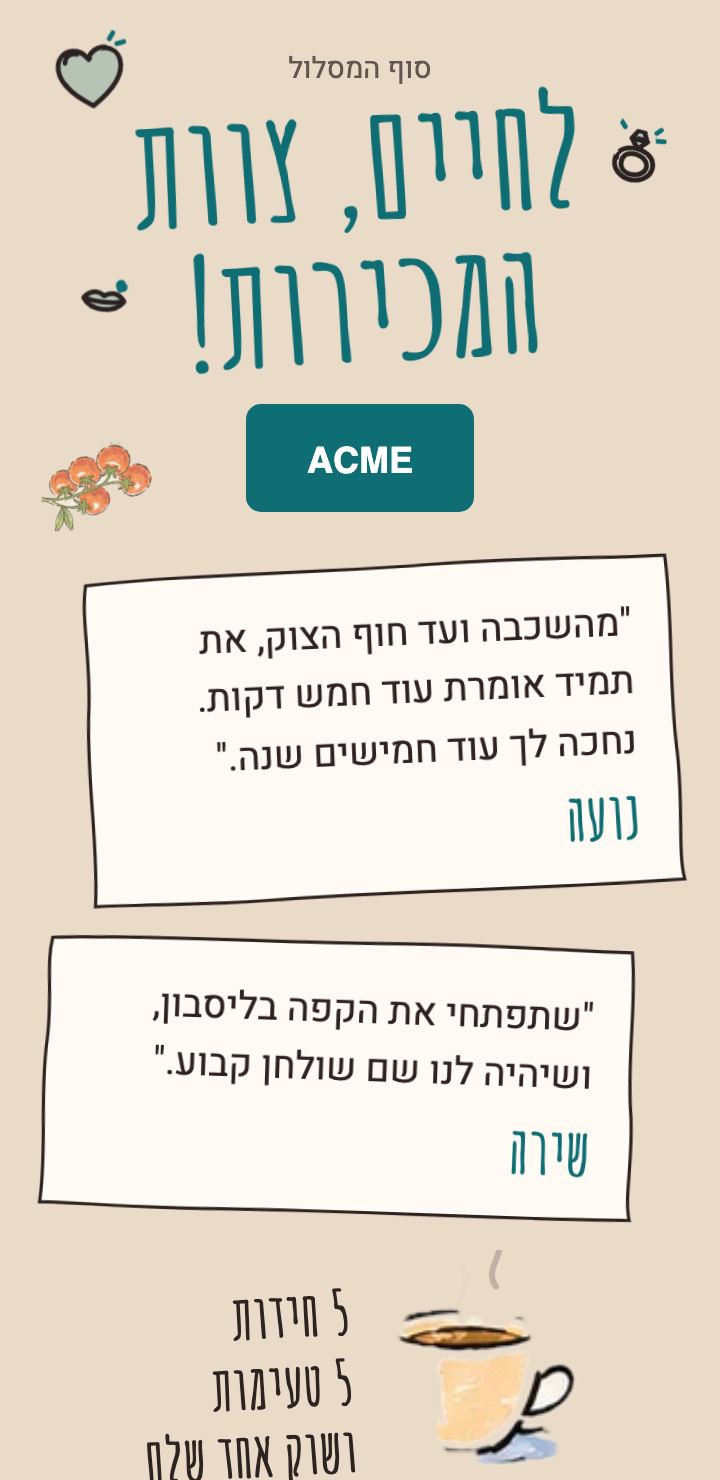 סוף המסלול
לחיים, צוות
המכירות!
ACME
"מהשכבה ועד חוף הצוק, את
תמיד אומרת עוד חמש דקות.
נחכה לך עוד חמישים שנה."
נועה
"שתפתחי את הקפה בליסבון,
ושיהיה לנו שם שולחן קבוע."
שירה
5 חידות
5 טעימות
ושוק אחד שלם